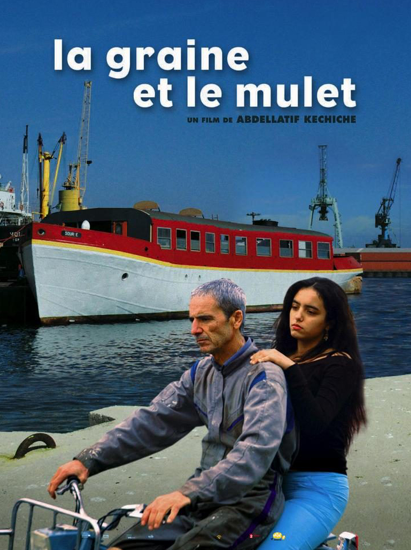 la graine
et le mulet
UN FILM DE ABDELLATIF KECHICHE